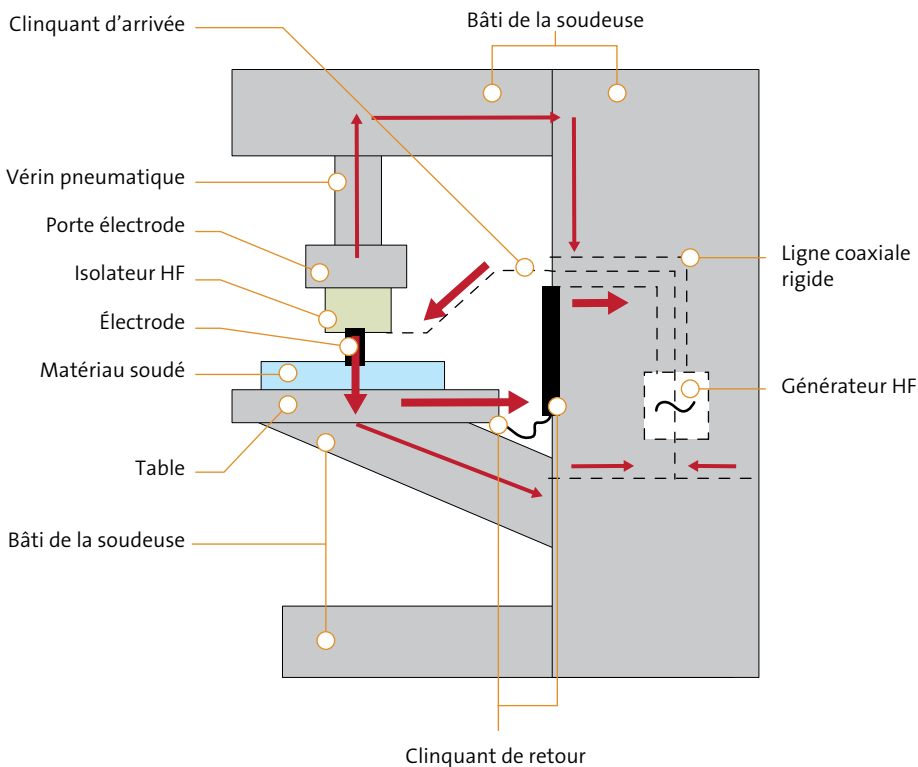 Clinquant d’arrivée
Bâti de la soudeuse
Vérin pneumatique
Porte électrode
Isolateur HF
Électrode
Matériau soudé
Table
Bâti de la soudeuse
Ligne coaxiale
rigide
Générateur HF
Clinquant de retour